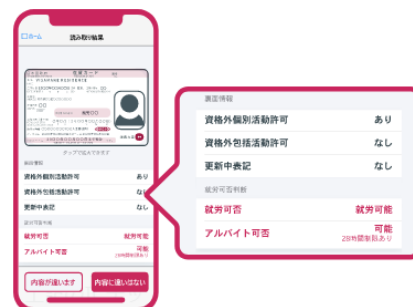 ホーム
読み取り結果
在留カード
タップで拡大できます
裏面情報
資格外個別活動許可 あり
資格外包括活動許可 なし
更新中表記 なし
就労可否判断
就労可否 就労可能
アルバイト可否 可能
28時間制限あり
内容が違います
内容に違いはない
裏面情報
資格外個別活動許可 あり
資格外包括活動許可 なし
更新中表記 なし
就労可否判断
就労可否 就労可能
アルバイト可否 可能
28時間制限あり